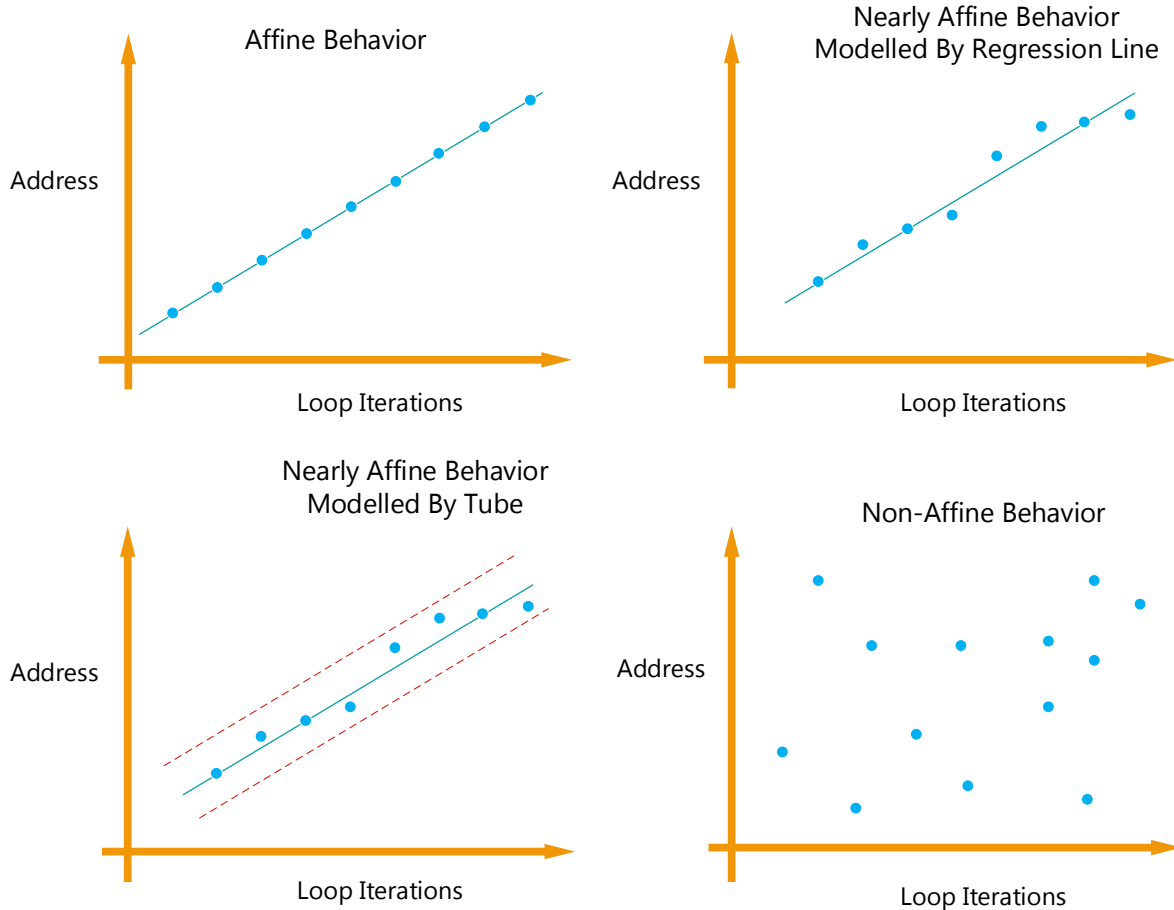 Affine Behavior
Address
Loop Iterations
Nearly Affine Behavior
Modelled By Regression Line
Address
Loop Iterations
Nearly Affine Behavior
Modelled By Tube
Address
Loop Iterations
Non-Affine Behavior
Address
Loop Iterations